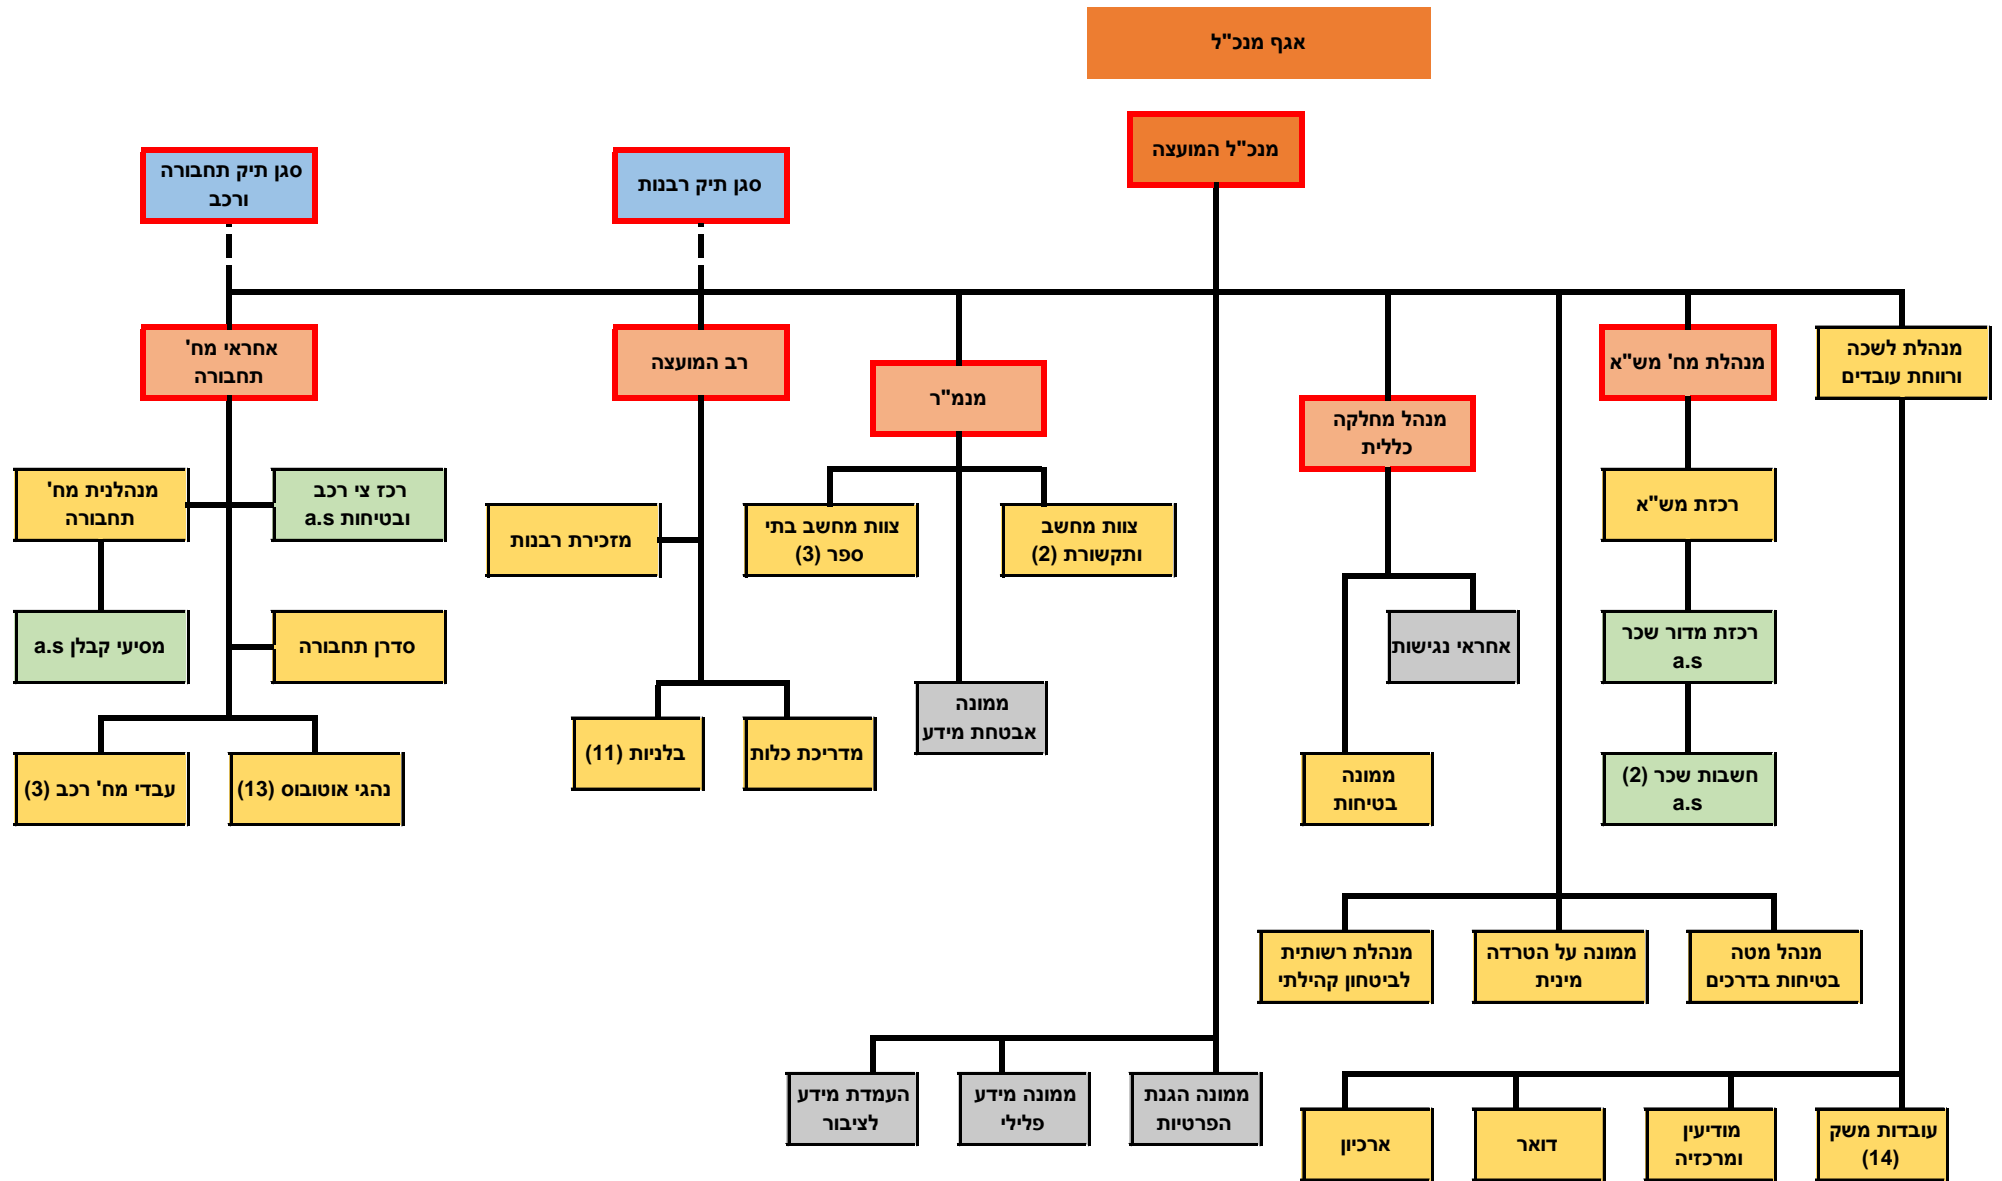 אגף מנכ"ל
מנכ"ל המועצה
סגן תיק רבנות
סגן תיק תחבורה
ורכב
מנהלת לשכה
ורווחת עובדים
מנהלת מח' מש"א
מנהל מחלקה
כללית
מנמ"ר
רב המועצה
אחראי מח'
תחבורה
רכזת מש"א
צוות מחשב
ותקשורת (2)
צוות מחשב בתי
ספר (3)
מזכירת רבנות
רכז צי רכב
ובטיחות a.s
מנהלנית מח'
תחבורה
רכזת מדור שכר
a.s
אחראי נגישות
ממונה
אבטחת מידע
סדרן תחבורה
מסיעי קבלן a.s
חשבות שכר (2)
a.s
ממונה
בטיחות
מדריכת כלות
בלניות (11)
נהגי אוטובוס (13)
עבדי מח' רכב (3)
מנהל מטה
בטיחות בדרכים
ממונה על הטרדה
מינית
מנהלת רשותית
לביטחון קהילתי
ממונה הגנת
הפרטיות
ממונה מידע
פלילי
העמדת מידע
לציבור
עובדות משק
(14)
מודיעין
ומרכזיה
דואר
ארכיון